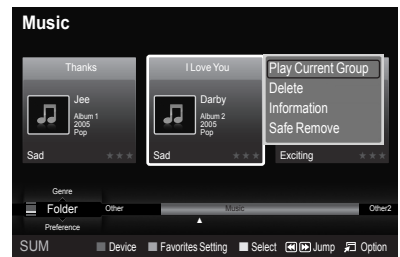 Music
Thanks
Jee
Album 1
2005
Pop
Sad
I Love You
Darby
Album 2
2005
Pop
Sad
Play Current Group
Delete
Information
Safe Remove
Exciting
Genre
Folder
Preference
Other
Music
Other2
SUM
Device
Favorites Setting
Select
Jump
Option